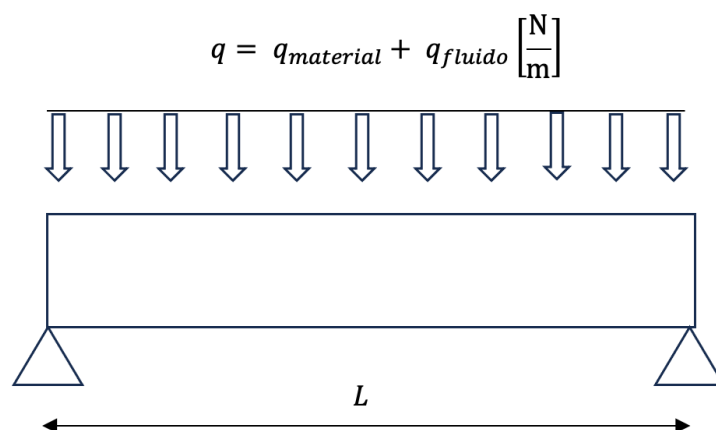 q = q_material + q_fluido [N/m]
L